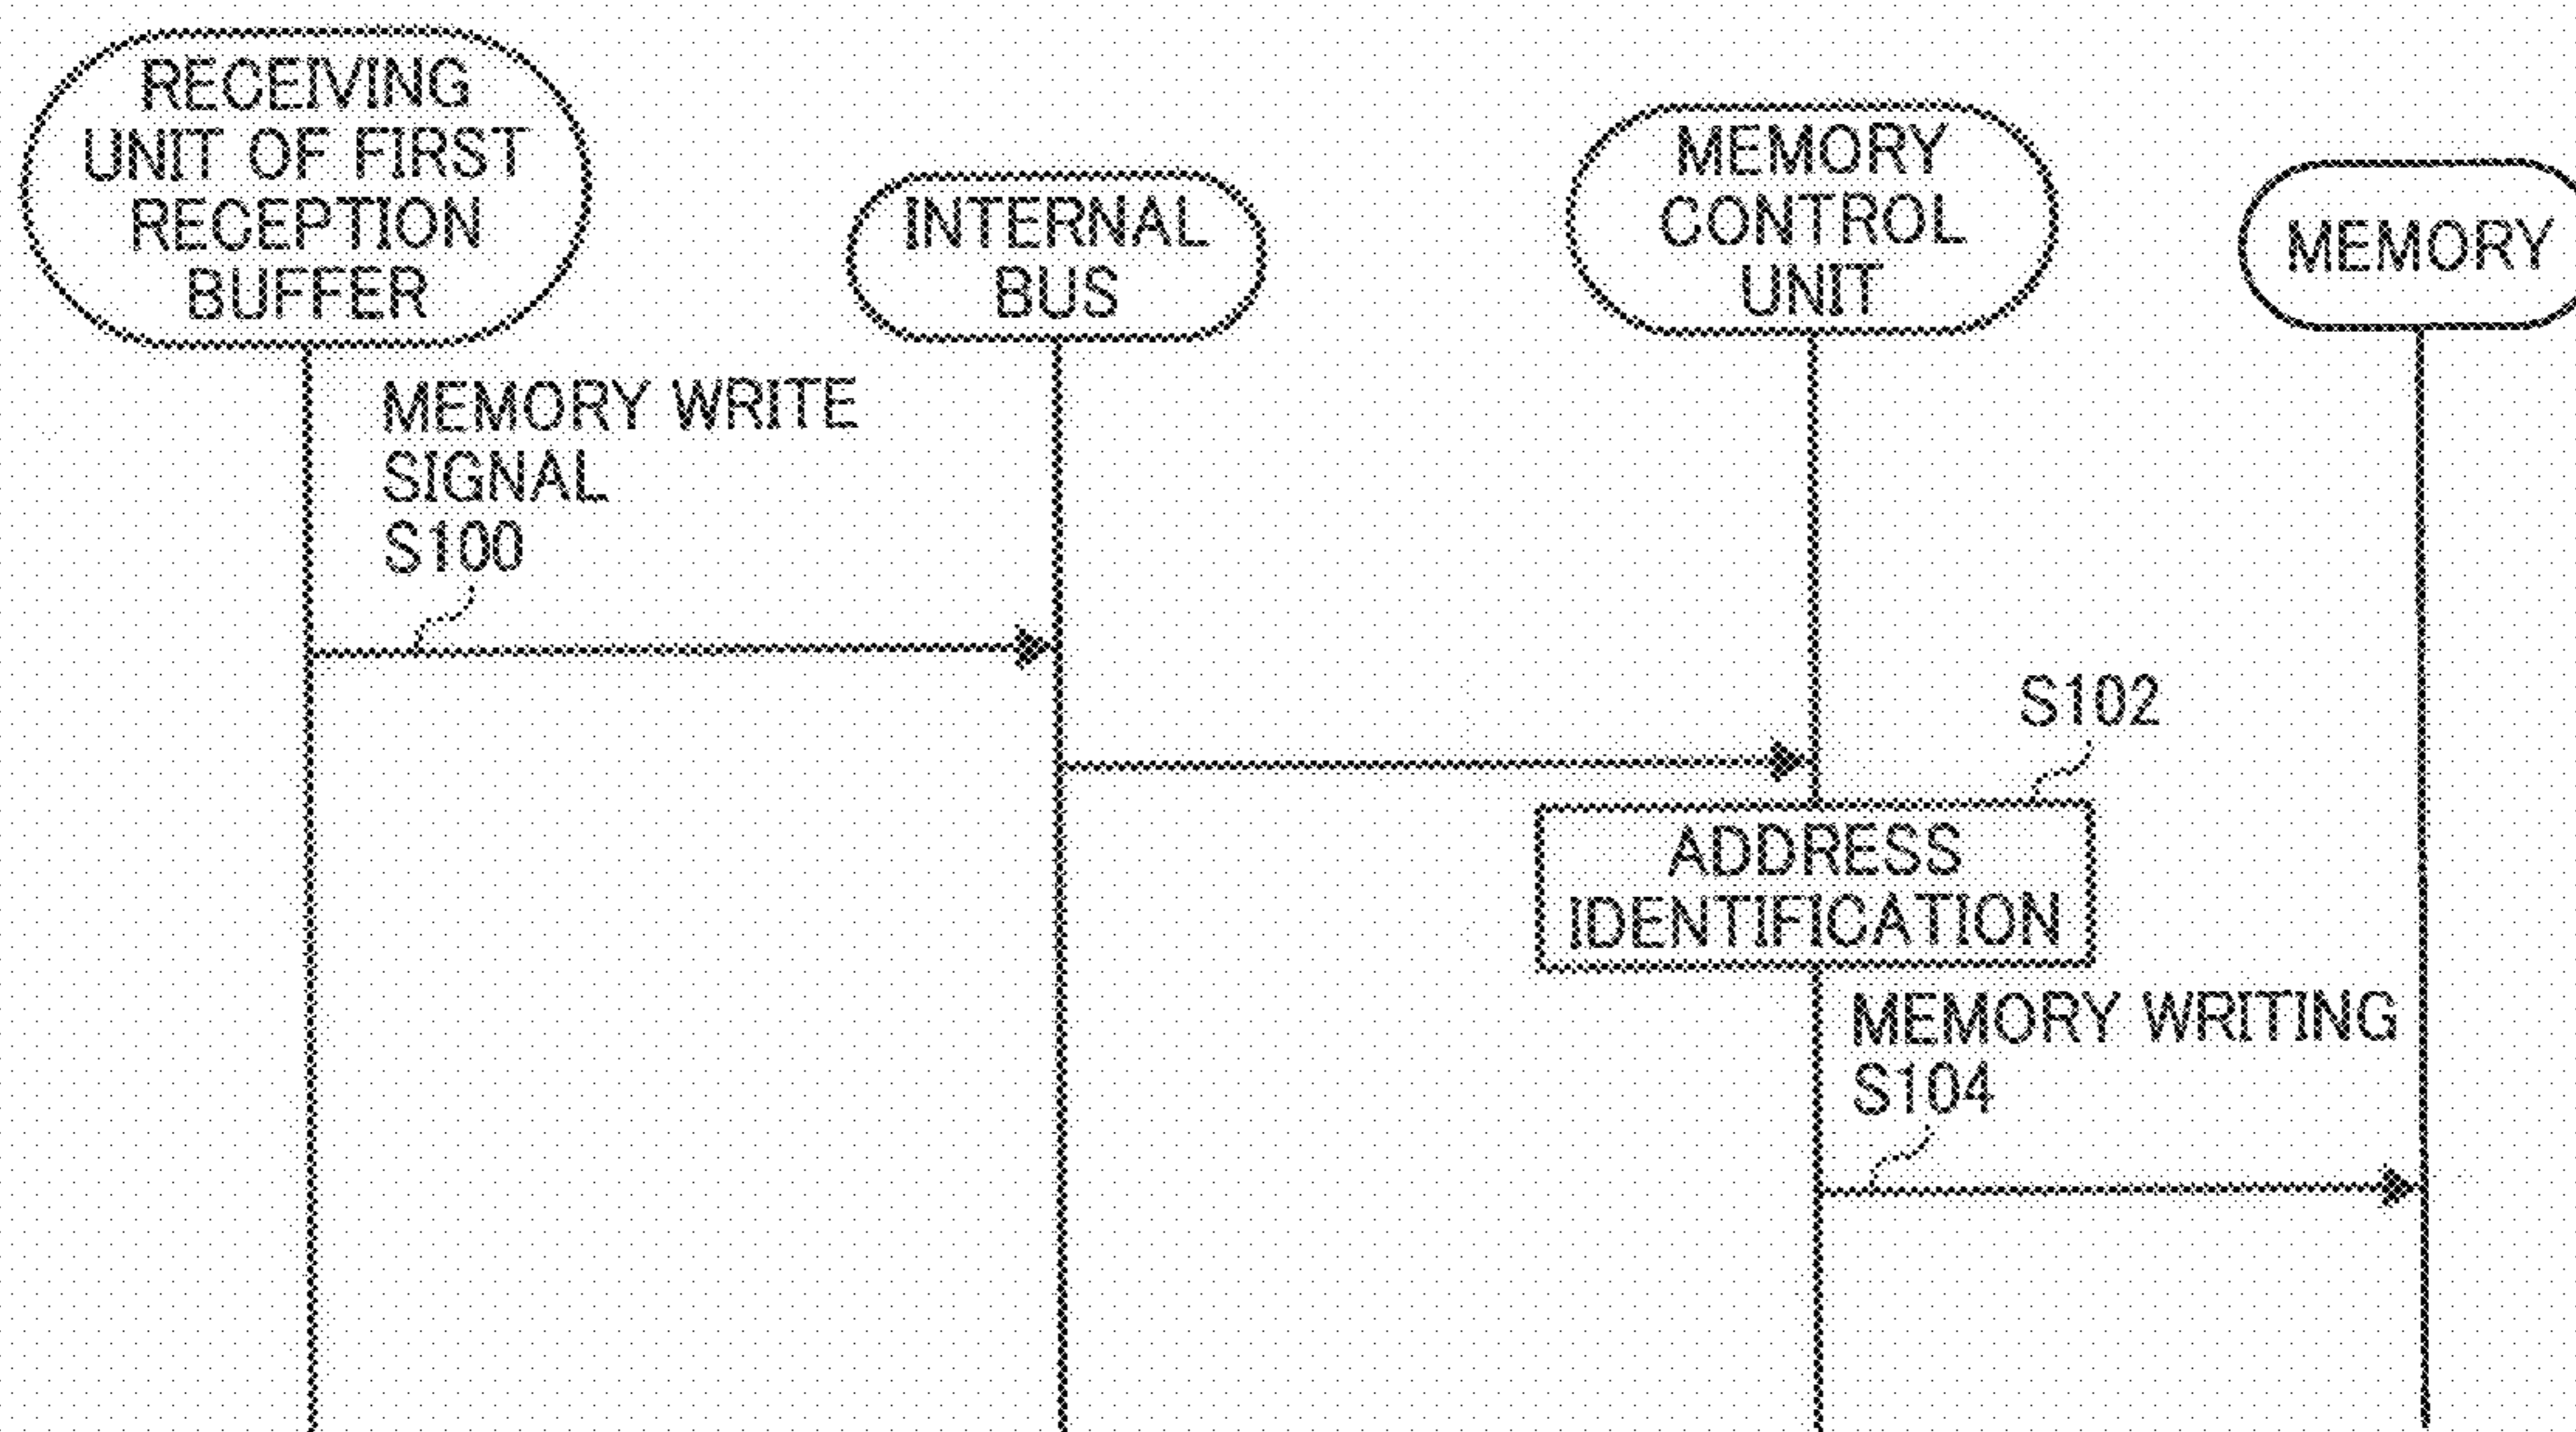 RECEIVING
UNIT OF FIRST
RECEPTION
BUFFER
INTERNAL
BUS
MEMORY
CONTROL
UNIT
MEMORY
MEMORY WRITE
SIGNAL
S100
S102
ADDRESS
IDENTIFICATION
MEMORY WRITING
S104